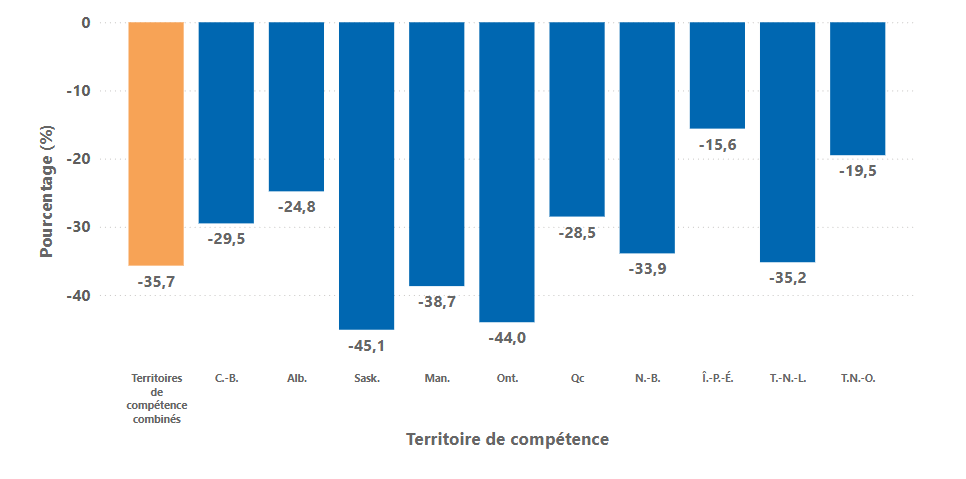 0
-10
-20
-30
-40
Pourcentage (%)
-35,7
-29,5
-24,8
-45,1
-38,7
-44,0
-28,5
-33,9
-15,6
-35,2
-19,5
Territoires
de
compétence
combinés
C.-B.
Alb.
Sask.
Man.
Ont.
Qc
N.-B.
Î.-P.-É.
T.-N.-L.
T.N.-O.
Territoire de compétence